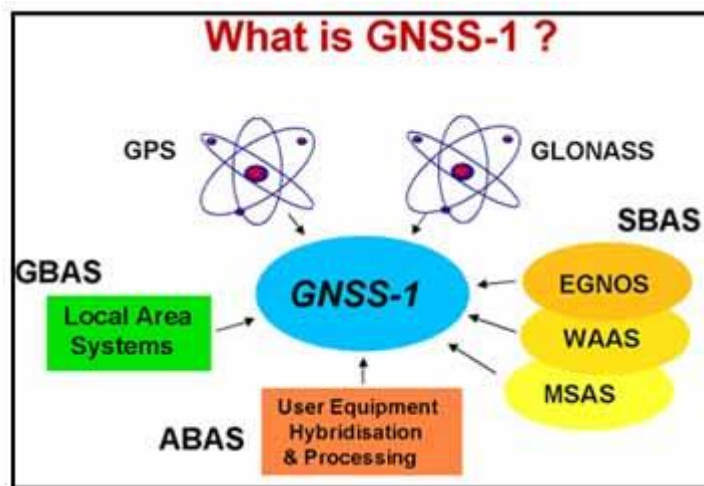 What is GNSS-1 ?
GPS
GLONASS
SBAS
GBAS
GNSS-1
EGNOS
Local Area
Systems
WAAS
MSAS
ABAS
User Equipment
Hybridisation
& Processing